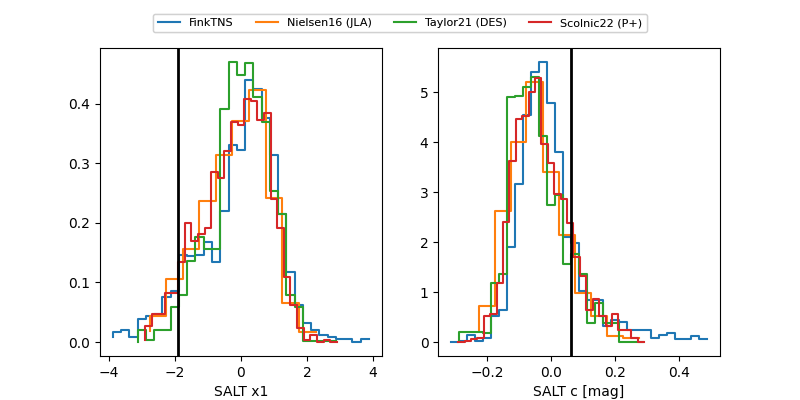 FinkTNS Nielsen16 (JLA) Taylor21 (DES) Scolnic22 (P+)
0.4
0.3
0.2
0.1
0.0
−4 −2 0 2 4
SALT x1
5
4
3
2
1
0
−0.2 0.0 0.2 0.4
SALT c [mag]